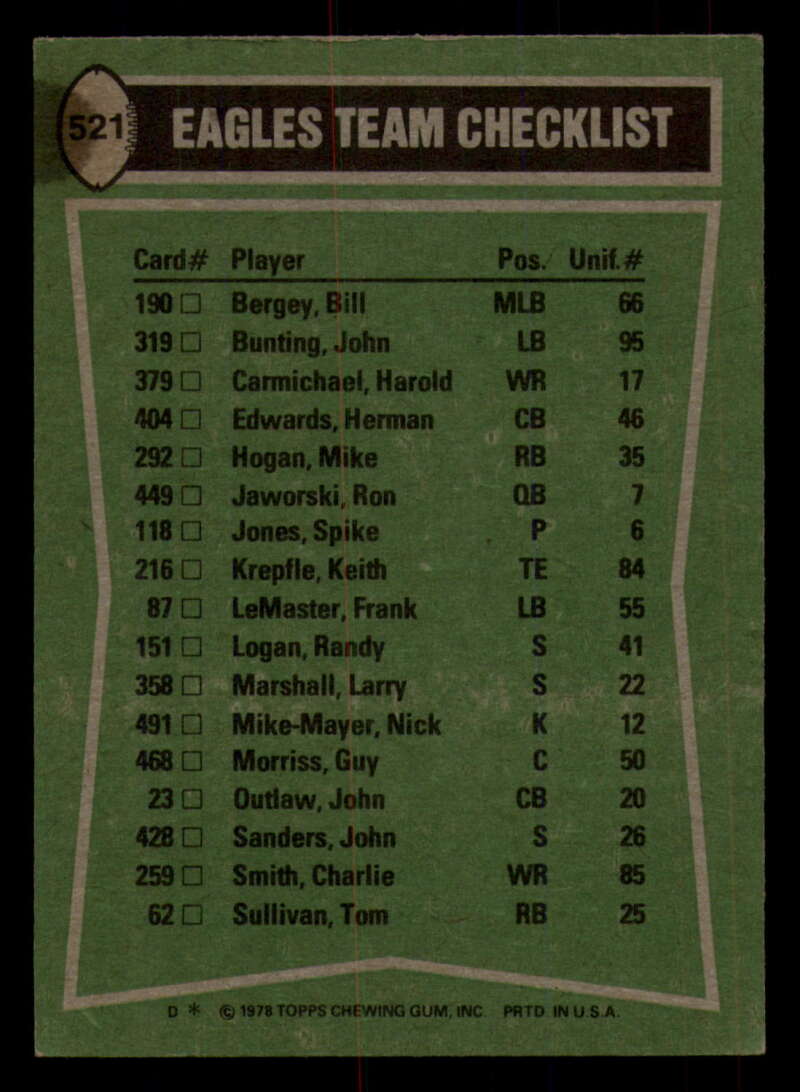 521 EAGLES TEAM CHECKLIST
Card# Player Pos. Unif.#
190 □ Bergey, Bill MLB 66
319 □ Bunting, John LB 95
379 □ Carmichael, Harold WR 17
404 □ Edwards, Herman CB 46
292 □ Hogan, Mike RB 35
449 □ Jaworski, Ron QB 7
118 □ Jones, Spike P 6
216 □ Krepfle, Keith TE 84
87 □ LeMaster, Frank LB 55
151 □ Logan, Randy S 41
358 □ Marshall, Larry S 22
491 □ Mike-Mayer, Nick K 12
468 □ Morriss, Guy C 50
23 □ Outlaw, John CB 20
428 □ Sanders, John S 26
259 □ Smith, Charlie WR 85
62 □ Sullivan, Tom RB 25
D * © 1978 TOPPS CHEWING GUM, INC. PRTD. IN U.S.A.